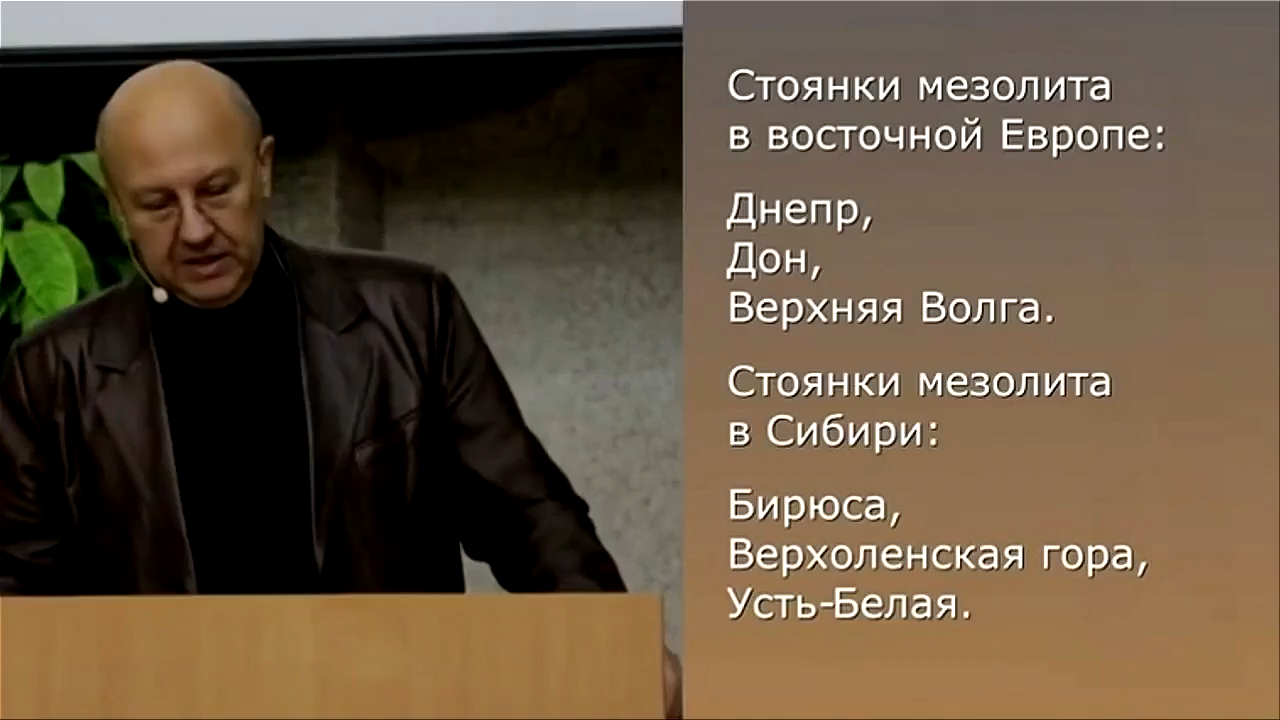 Стоянки мезолита
в восточной Европе:
Днепр,
Дон,
Верхняя Волга.
Стоянки мезолита
в Сибири:
Бирюса,
Верхоленская гора,
Усть-Белая.